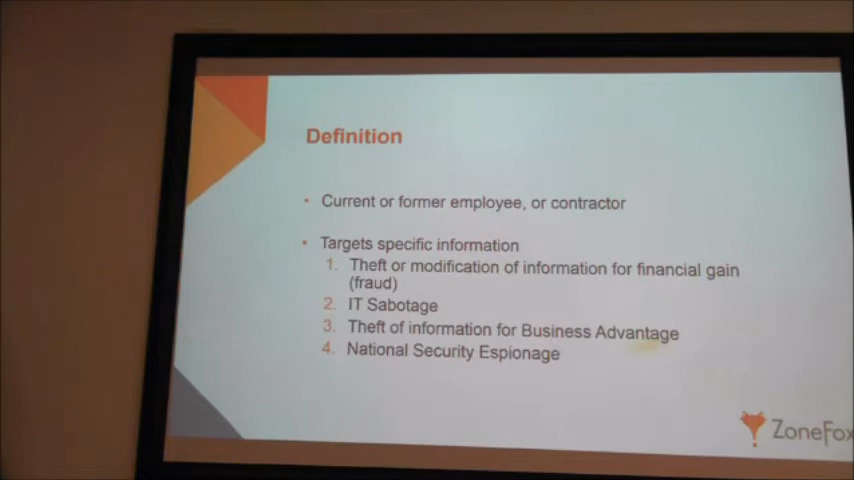 Definition
• Current or former employee, or contractor
• Targets specific information
1. Theft or modification of information for financial gain
(fraud)
2. IT Sabotage
3. Theft of information for Business Advantage
4. National Security Espionage
ZoneFox